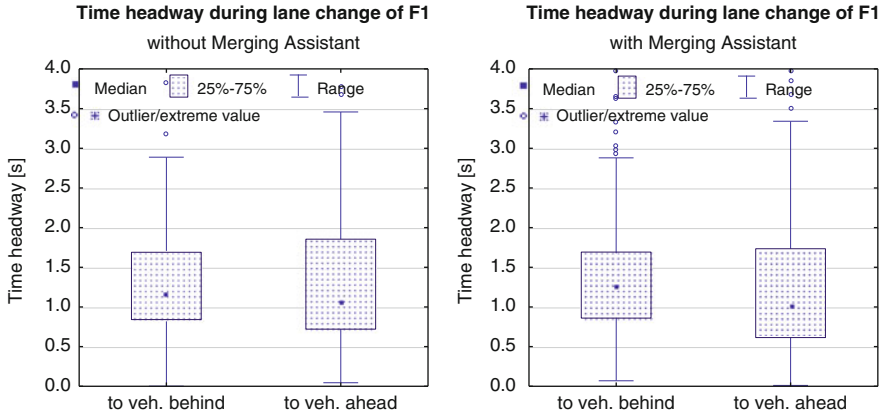 Time headway during lane change of F1
without Merging Assistant
4.0
3.5
3.0
2.5
2.0
1.5
1.0
0.5
0.0
Time headway [s]
Median 25%-75% Range
Outlier/extreme value
to veh. behind to veh. ahead
Time headway during lane change of F1
with Merging Assistant
4.0
3.5
3.0
2.5
2.0
1.5
1.0
0.5
0.0
Time headway [s]
Median 25%-75% Range
Outlier/extreme value
to veh. behind to veh. ahead